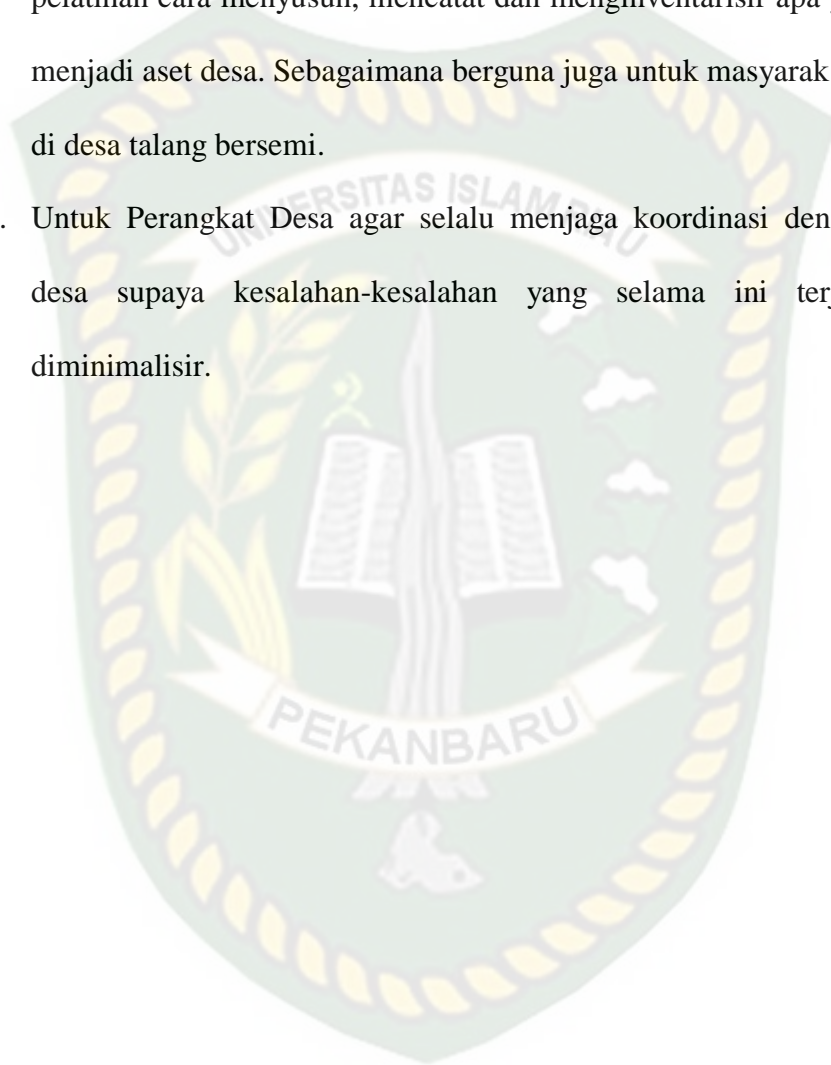 pelatihan cara menyusun, mencatat dan menginventarisir apa
menjadi aset desa. Sebagaimana berguna juga untuk masyarak
di desa talang bersemi.
. Untuk Perangkat Desa agar selalu menjaga koordinasi den
desa supaya kesalahan-kesalahan yang selama ini terj
diminimalisir.
UNIVERSITAS ISLAM RIAU
PEKANBARU